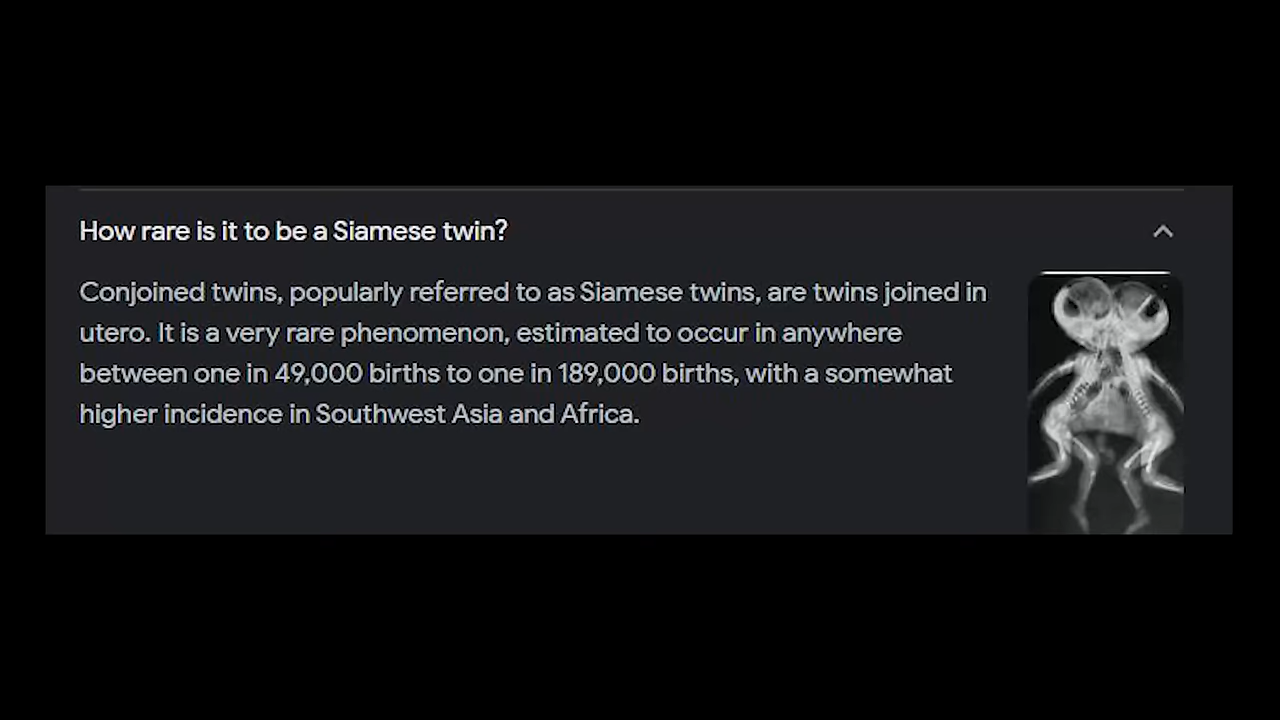 How rare is it to be a Siamese twin?
Conjoined twins, popularly referred to as Siamese twins, are twins joined in
utero. It is a very rare phenomenon, estimated to occur in anywhere
between one in 49,000 births to one in 189,000 births, with a somewhat
higher incidence in Southwest Asia and Africa.